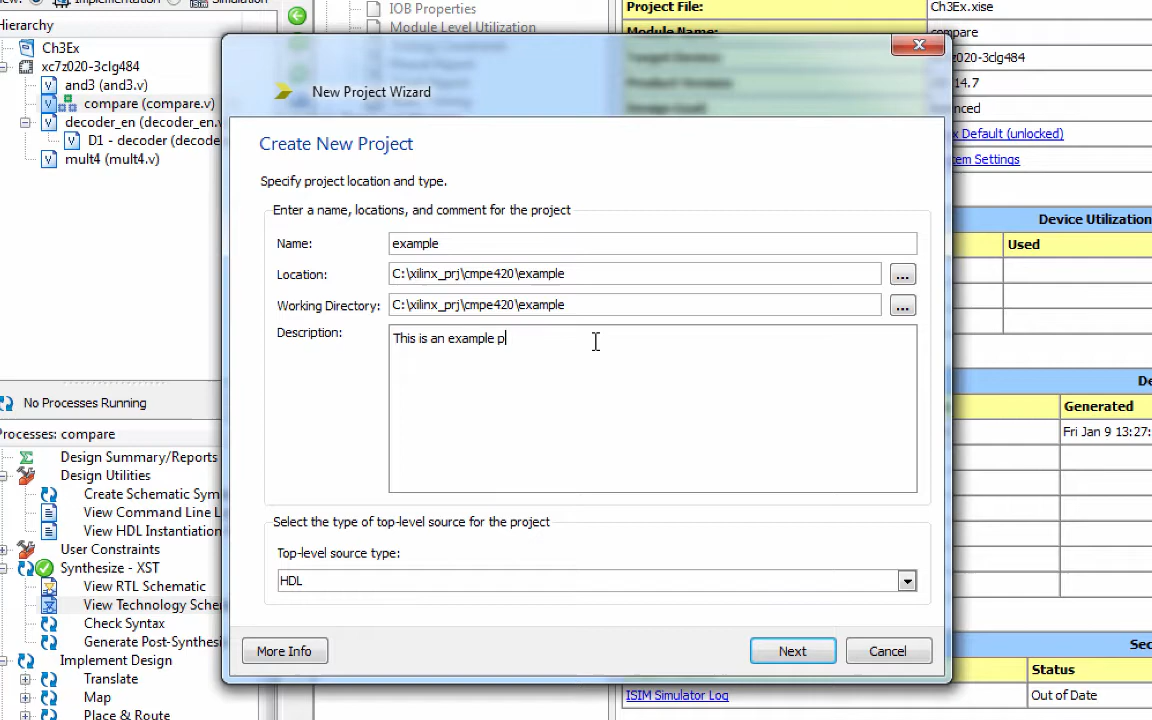 Implementation
Simulation
Hierarchy
Ch3Ex
xc7z020-3clg484
and3 (and3.v)
compare (compare.v)
decoder_en (decoder_en.v
D1 - decoder (decode
mult4 (mult4.v)
No Processes Running
Processes: compare
Design Summary/Reports
Design Utilities
Create Schematic Sym
View Command Line L
View HDL Instantiation
User Constraints
Synthesize - XST
View RTL Schematic
View Technology Sche
Check Syntax
Generate Post-Synthesi
Implement Design
Translate
Map
Place & Route
IOB Properties
Module Level Utilization
New Project Wizard
Create New Project
Specify project location and type.
Enter a name, locations, and comment for the project
Name:
example
Location:
C:\xilinx_prj\cmpe420\example
...
Working Directory:
C:\xilinx_prj\cmpe420\example
...
Description:
This is an example p
Select the type of top-level source for the project
Top-level source type:
HDL
More Info
Next
Cancel
Project File:
Ch3Ex.xise
Module Name:
compare
z020-3clg484
14.7
x Default (unlocked)
em Settings
Device Utilization
Used
De
Generated
Fri Jan 9 13:27:
Sec
Status
ISIM Simulator Log
Out of Date